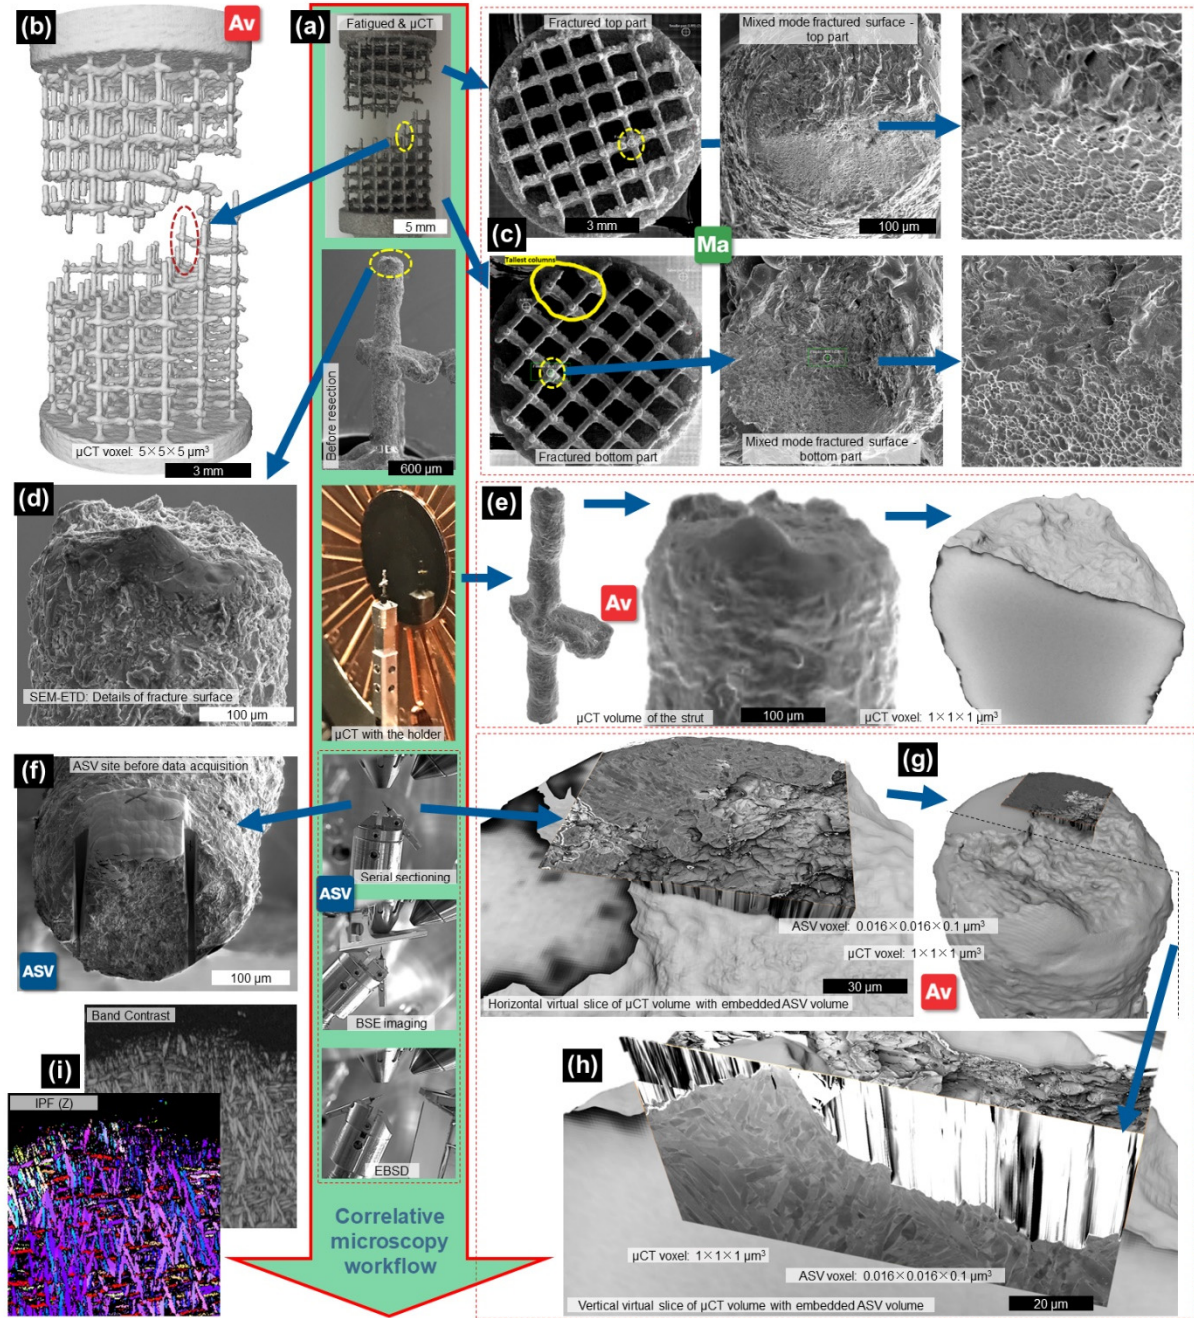 (b)
Av
μCT voxel: 5×5×5 μm³
3 mm
(a)
Fatigued & μCT
5 mm
Before resection
600 μm
μCT with the holder
Serial sectioning
ASV
BSE imaging
EBSD
Correlative
microscopy
workflow
Fractured top part
3 mm
Mixed mode fractured surface -
top part
100 μm
(c)
Ma
Tallest columns
Fractured bottom part
Mixed mode fractured surface -
bottom part
(d)
SEM-ETD: Details of fracture surface
100 μm
(e)
Av
μCT volume of the strut
100 μm
μCT voxel: 1×1×1 μm³
(f)
ASV site before data acquisition
ASV
100 μm
(g)
ASV voxel: 0.016×0.016×0.1 μm³
μCT voxel: 1×1×1 μm³
Av
30 μm
Horizontal virtual slice of μCT volume with embedded ASV volume
(h)
μCT voxel: 1×1×1 μm³
ASV voxel: 0.016×0.016×0.1 μm³
20 μm
Vertical virtual slice of μCT volume with embedded ASV volume
Band Contrast
(i)
IPF (Z)